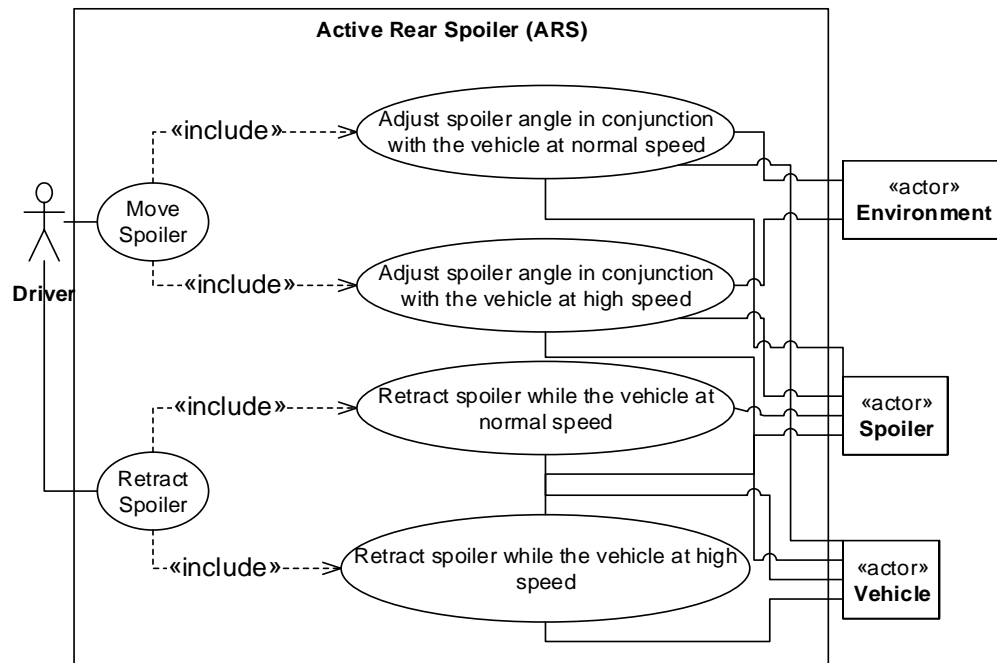 Active Rear Spoiler (ARS)
«include»
Adjust spoiler angle in conjunction
with the vehicle at normal speed
Move
Spoiler
«actor»
Environment
Driver
«include»
Adjust spoiler angle in conjunction
with the vehicle at high speed
«include»
Retract spoiler while the vehicle at
normal speed
«actor»
Spoiler
Retract
Spoiler
«include»
Retract spoiler while the vehicle at high
speed
«actor»
Vehicle